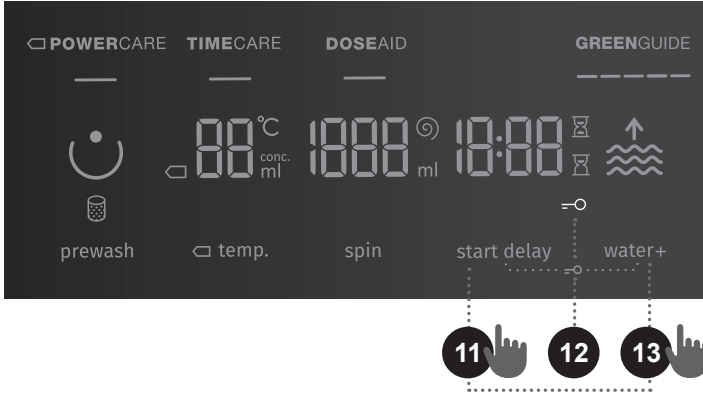 POWERCARE TIMECARE DOSEAID GREENGUIDE
88 °C 1888 18:88
conc.
ml ml
prewash temp. spin start delay water+
11 12 13